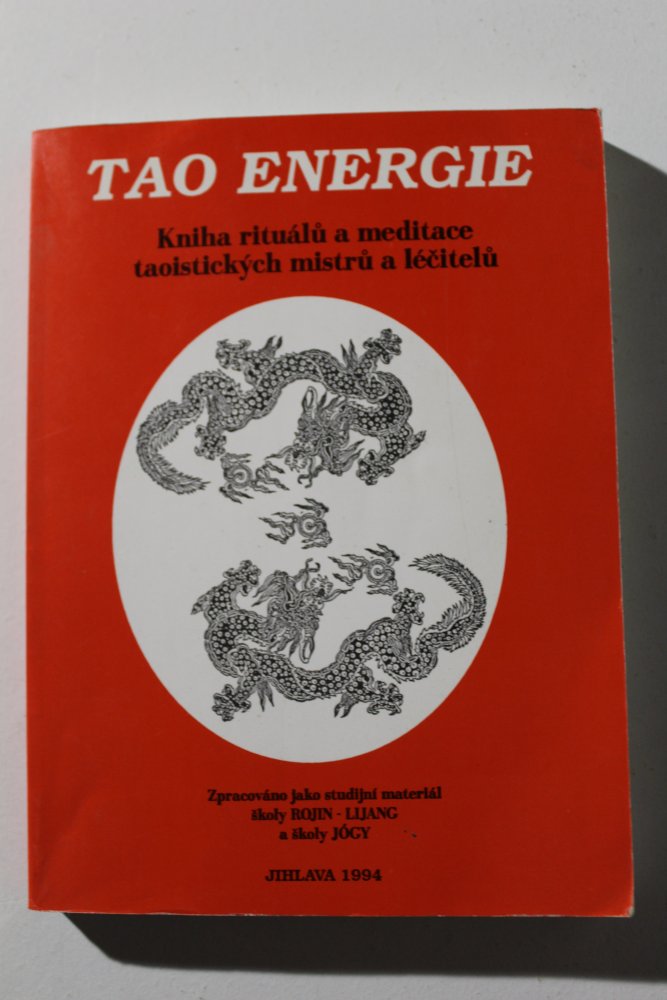 TAO ENERGIE
Kniha rituálů a meditace
taoistických mistrů a léčitelů
Zpracováno jako studijní materiál
školy ROJIN - LIJANG
a školy JÓGY
JIHLAVA 1994